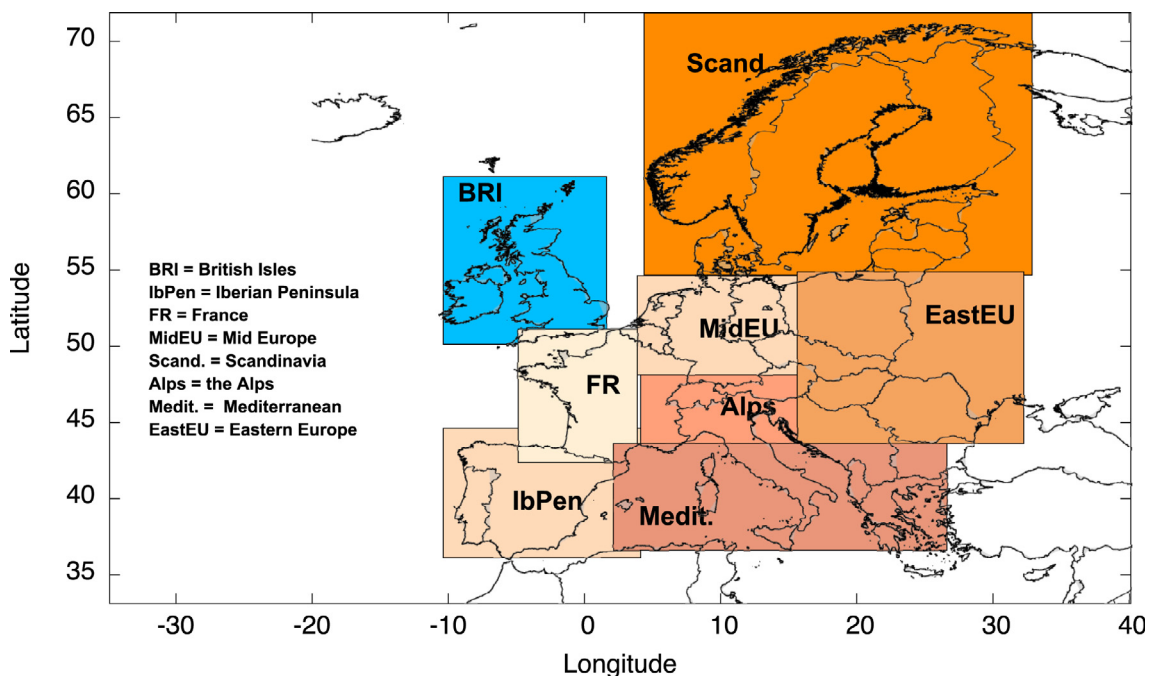 70
65
60
55
50
45
40
35
Latitude
Scand.
BRI
BRI = British Isles
IbPen = Iberian Peninsula
FR = France
MidEU = Mid Europe
Scand. = Scandinavia
Alps = the Alps
Medit. = Mediterranean
EastEU = Eastern Europe
EastEU
MidEU
FR
Alps
IbPen
Medit.
-30 -20 -10 0 10 20 30 40
Longitude